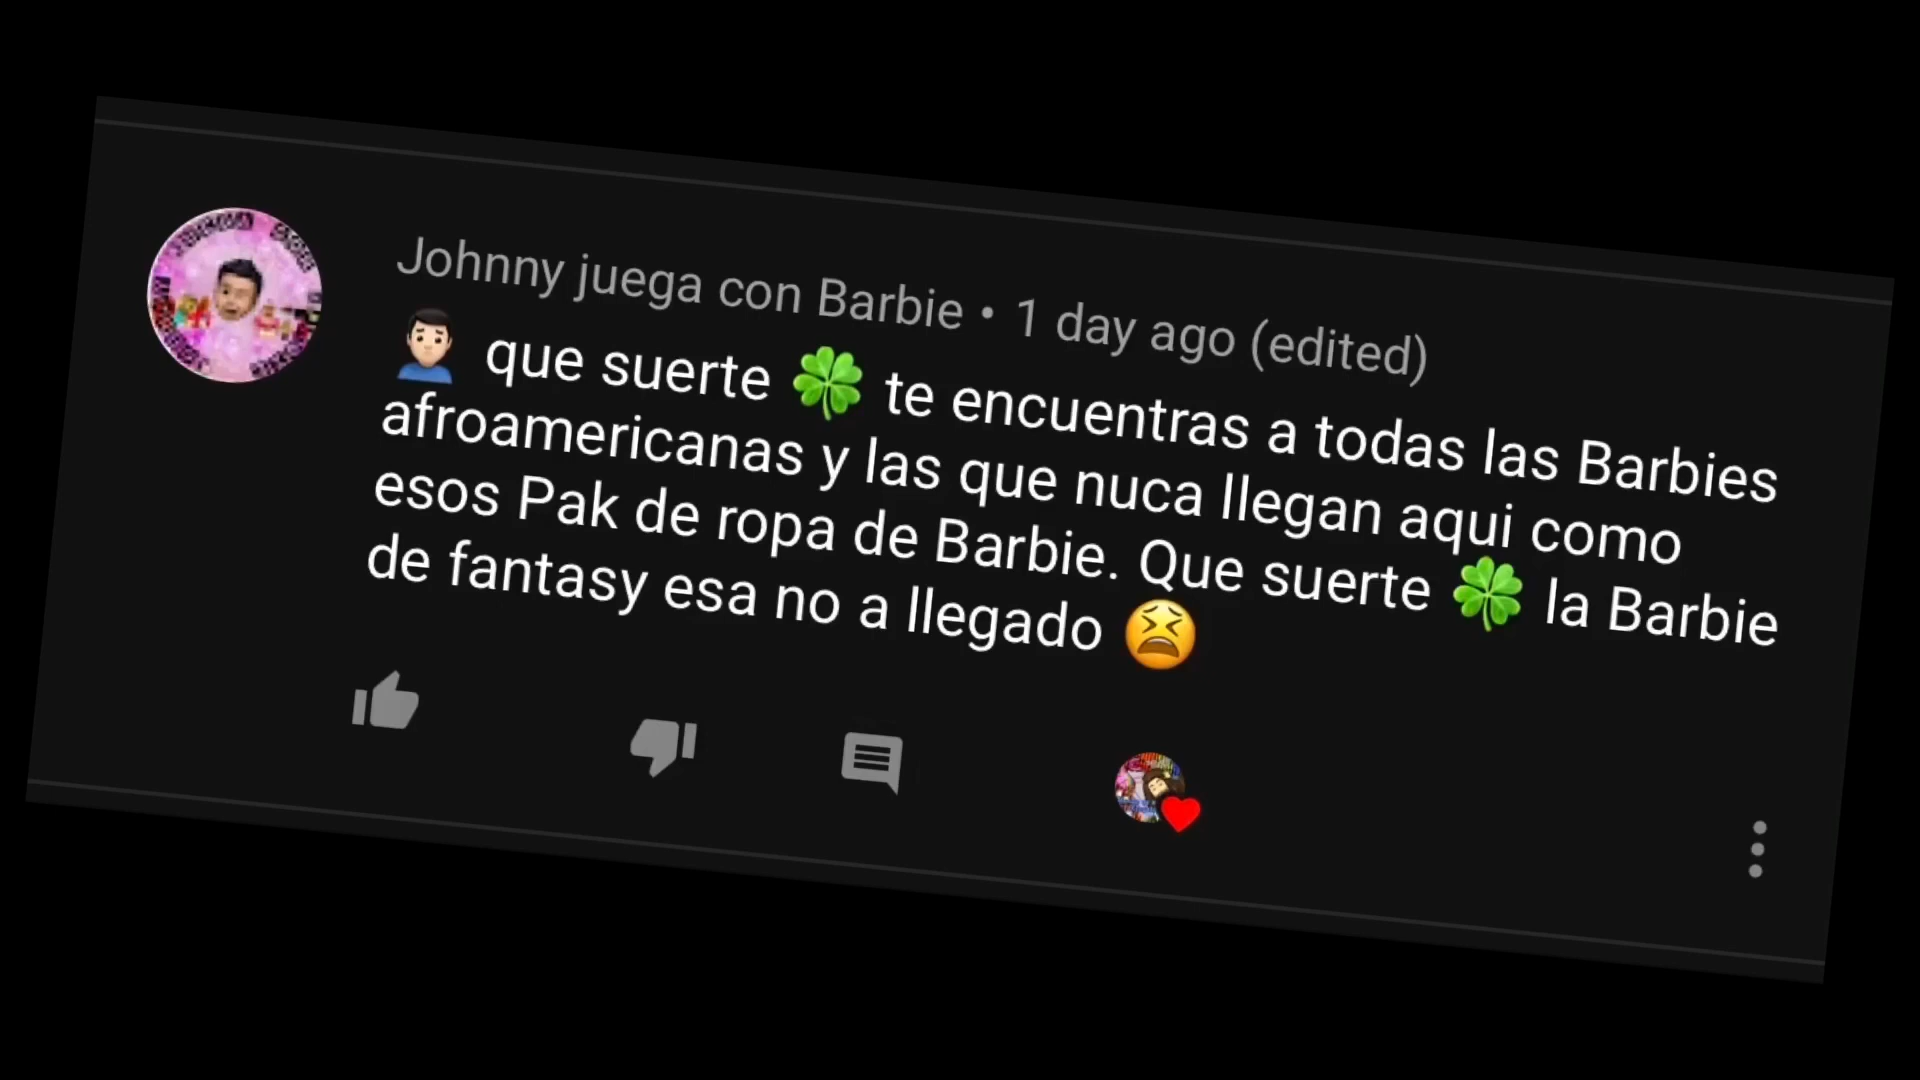 Johnny juega con Barbie • 1 day ago (edited)
🙍🏻‍♂️ que suerte 🍀 te encuentras a todas las Barbies
afroamericanas y las que nuca llegan aqui como
esos Pak de ropa de Barbie. Que suerte 🍀 la Barbie
de fantasy esa no a llegado 😫